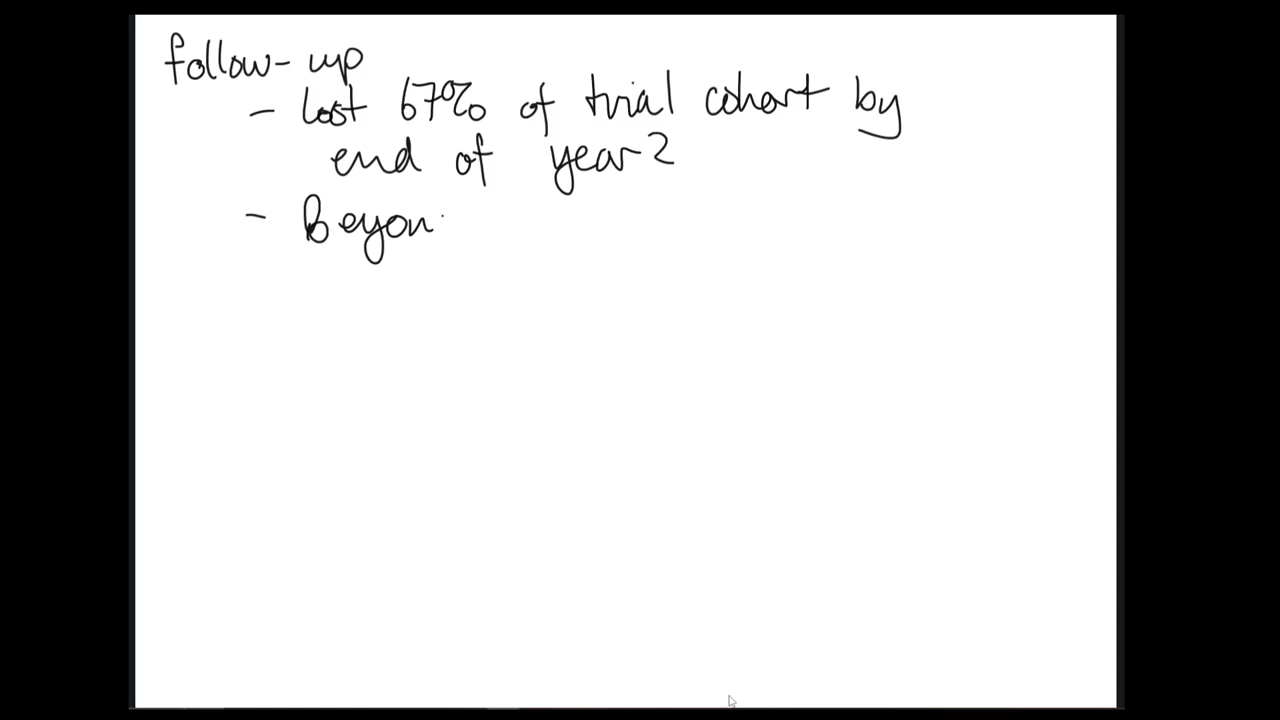 follow-up
- lost 67% of trial cohort by
end of year 2
- Beyon